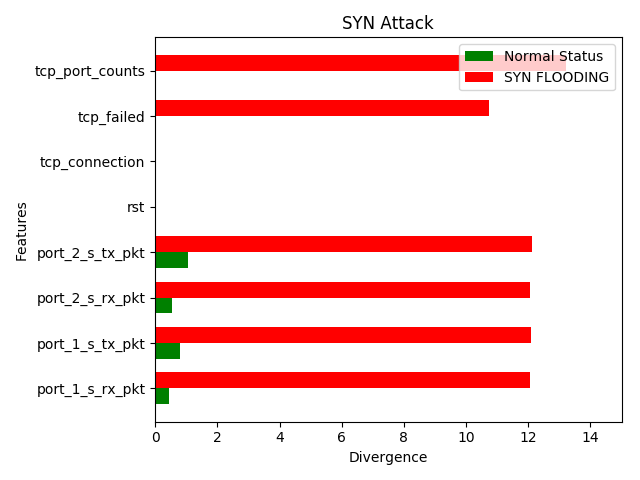 SYN Attack
Normal Status
SYN FLOODING
tcp_port_counts
tcp_failed
tcp_connection
rst
port_2_s_tx_pkt
port_2_s_rx_pkt
port_1_s_tx_pkt
port_1_s_rx_pkt
Features
0 2 4 6 8 10 12 14
Divergence